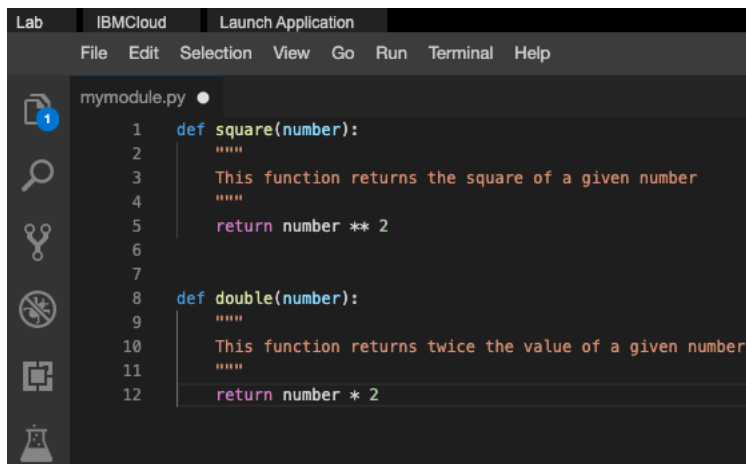 Lab IBMCloud Launch Application
File Edit Selection View Go Run Terminal Help
mymodule.py
1
1 def square(number):
2 """
3 This function returns the square of a given number
4 """
5 return number ** 2
6
7
8 def double(number):
9 """
10 This function returns twice the value of a given number
11 """
12 return number * 2